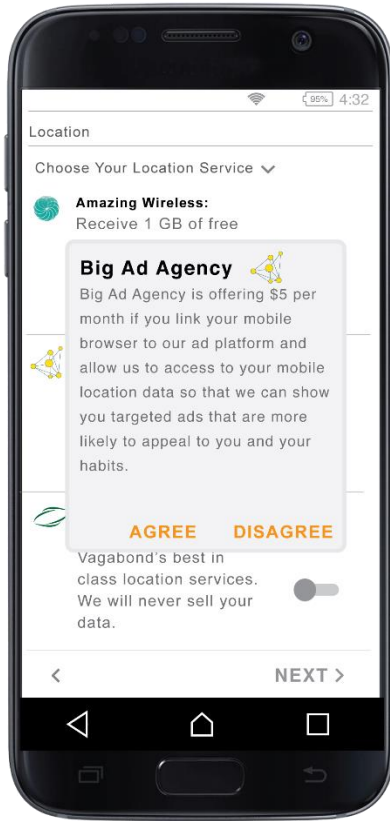 95% 4:32
Location
Choose Your Location Service
Amazing Wireless:
Receive 1 GB of free
Big Ad Agency
Big Ad Agency is offering $5 per
month if you link your mobile
browser to our ad platform and
allow us to access to your mobile
location data so that we can show
you targeted ads that are more
likely to appeal to you and your
habits.
AGREE DISAGREE
Vagabond's best in
class location services.
We will never sell your
data.
NEXT